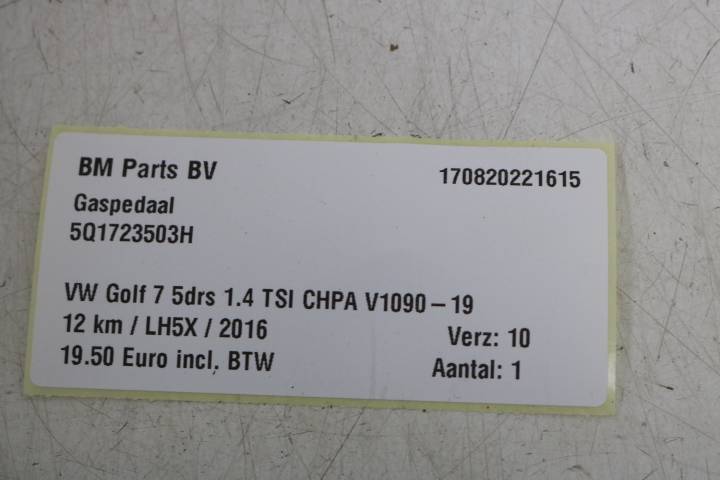 BM Parts BV 170820221615
Gaspedaal
5Q1723503H
VW Golf 7 5drs 1.4 TSI CHPA V1090 – 19
12 km / LH5X / 2016 Verz: 10
19.50 Euro incl. BTW Aantal: 1